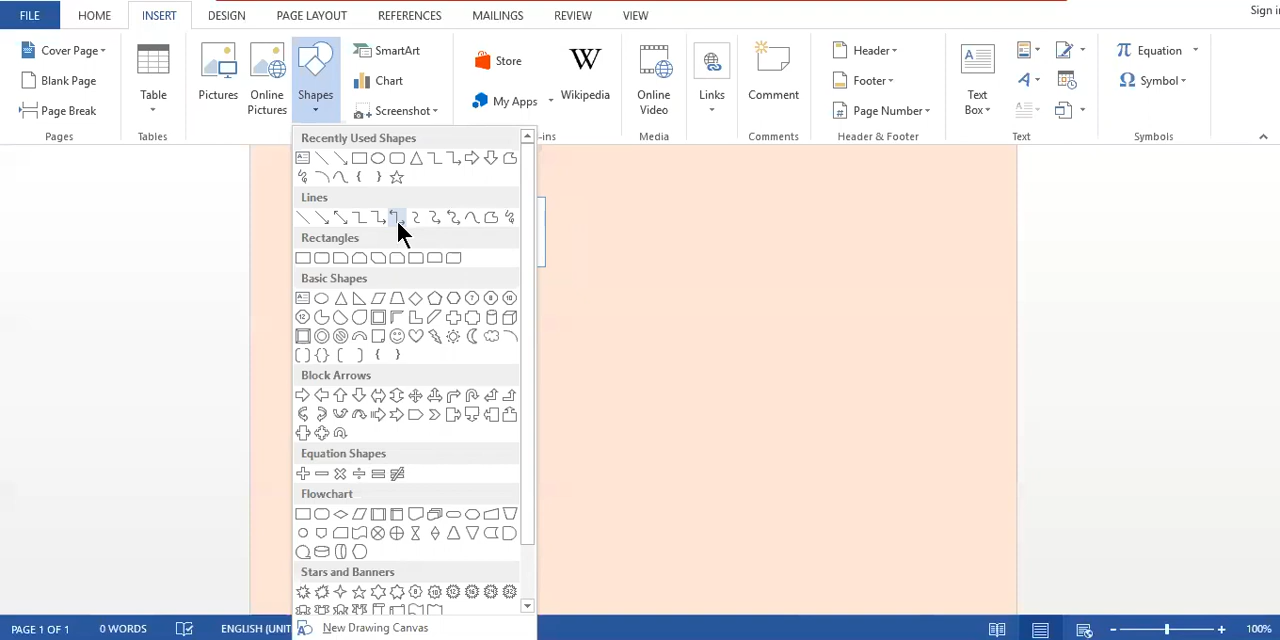 FILE HOME INSERT DESIGN PAGE LAYOUT REFERENCES MAILINGS REVIEW VIEW Sign
Cover Page
Blank Page
Page Break
Pages
Table
Tables
Pictures
Online
Pictures
Shapes
SmartArt
Chart
Screenshot
Store
My Apps
-ins
W
Wikipedia
Online
Video
Media
Links
Comment
Comments
Header
Footer
Page Number
Header & Footer
A
Text
Box
Text
π Equation
Ω Symbol
Symbols
Recently Used Shapes
Lines
Rectangles
Basic Shapes
Block Arrows
Equation Shapes
Flowchart
Stars and Banners
New Drawing Canvas
PAGE 1 OF 1 0 WORDS ENGLISH (UNIT 100%